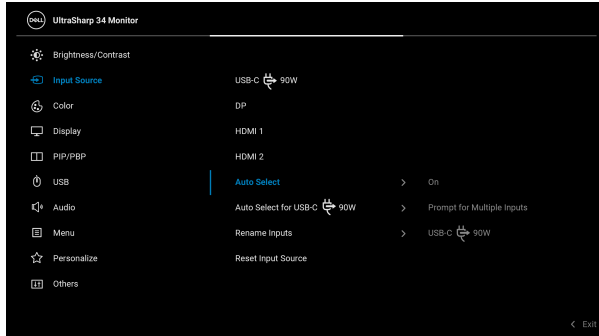 DELL UltraSharp 34 Monitor
Brightness/Contrast
Input Source USB-C 90W
Color DP
Display HDMI 1
PIP/PBP HDMI 2
USB Auto Select > On
Audio Auto Select for USB-C 90W > Prompt for Multiple Inputs
Menu Rename Inputs > USB-C 90W
Personalize Reset Input Source
Others
< Exit